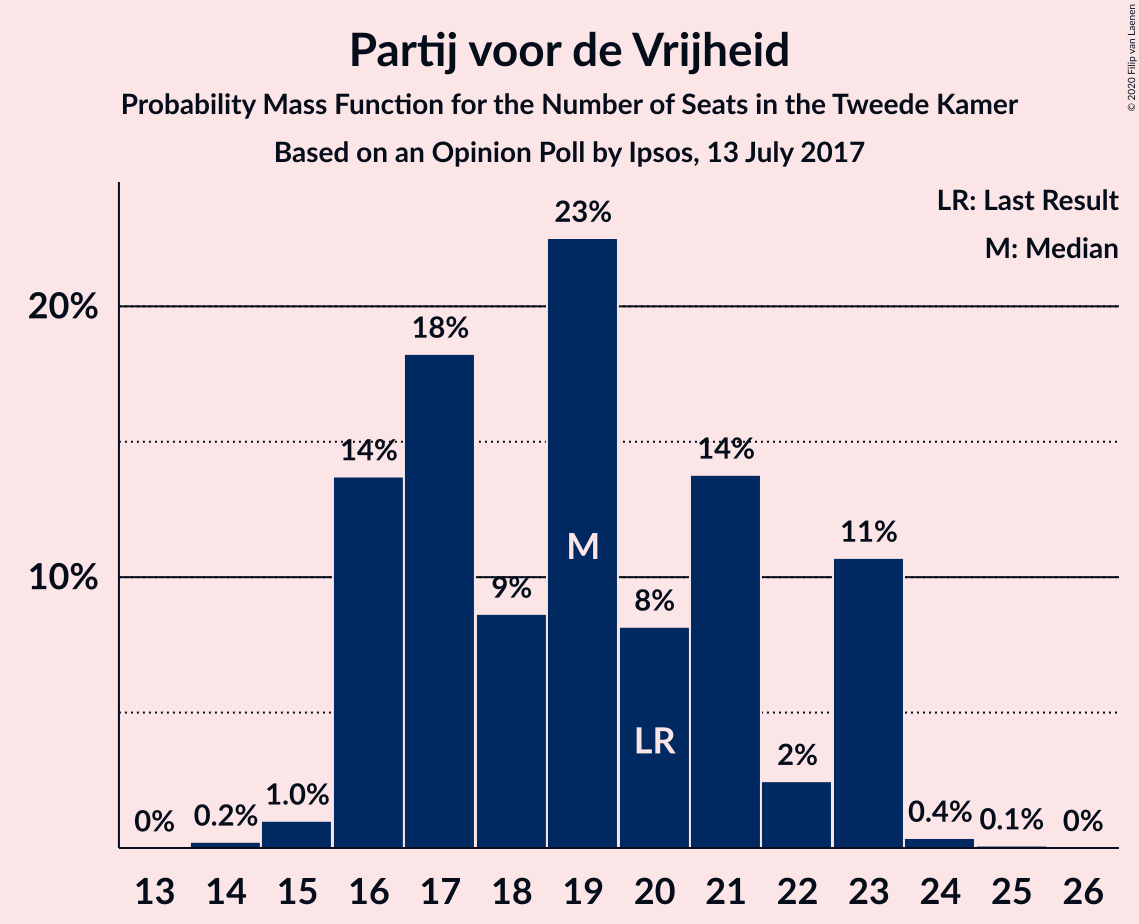 Partij voor de Vrijheid
Probability Mass Function for the Number of Seats in the Tweede Kamer
Based on an Opinion Poll by Ipsos, 13 July 2017
© 2020 Filip van Laenen
LR: Last Result
M: Median
20%
10%
0%
0.2%
1.0%
14%
18%
9%
23%
M
8%
LR
14%
2%
11%
0.4%
0.1%
0%
13 14 15 16 17 18 19 20 21 22 23 24 25 26